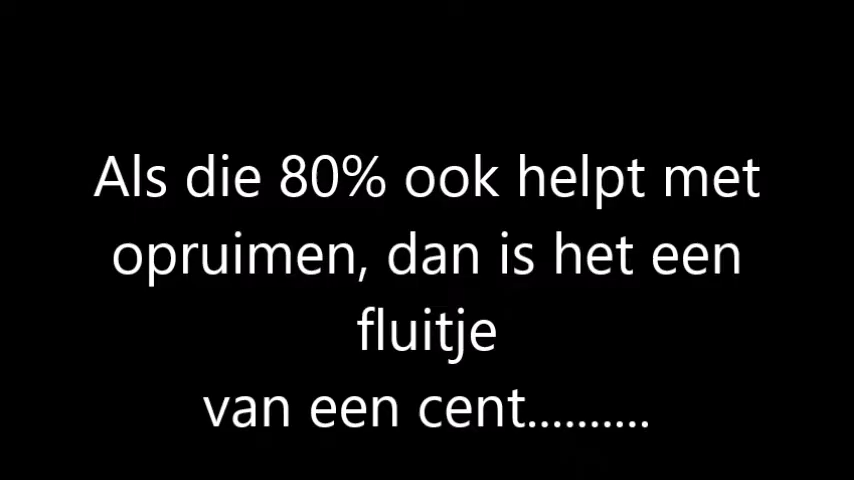 Als die 80% ook helpt met
opruimen, dan is het een
fluitje
van een cent..........